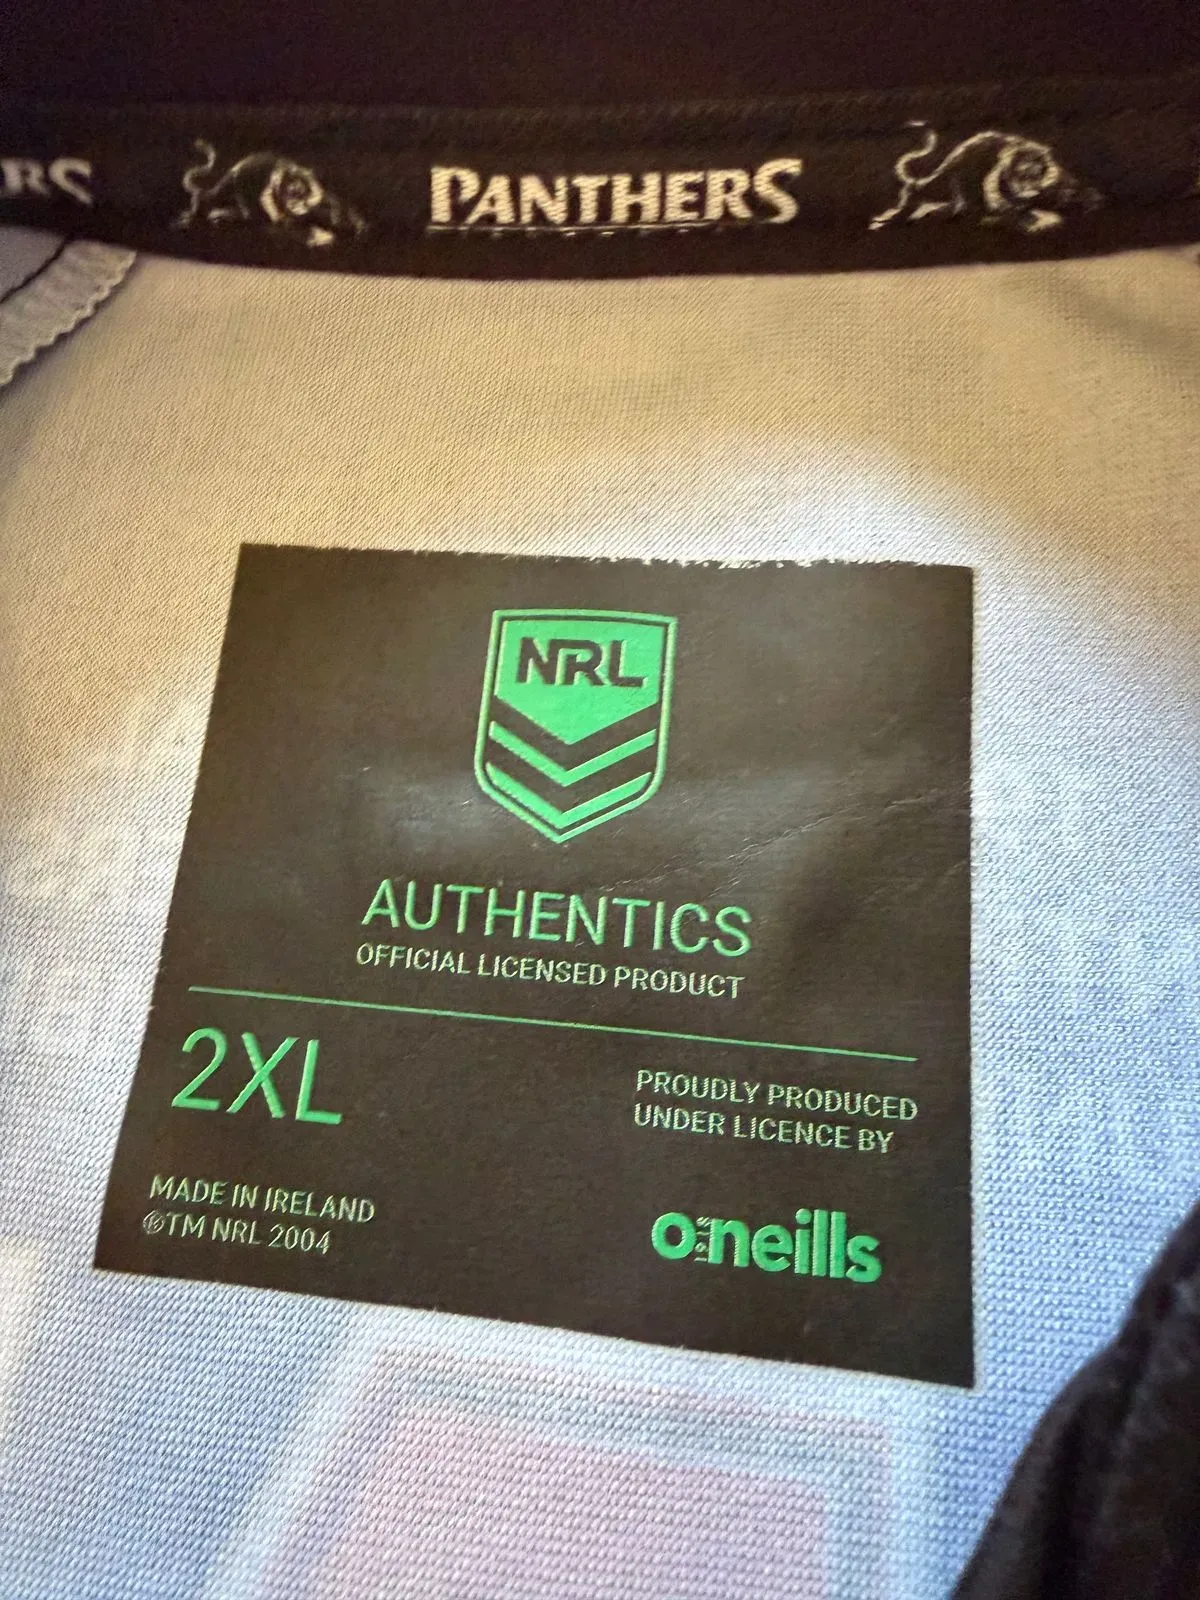 RS PANTHERS
NRL
AUTHENTICS
OFFICIAL LICENSED PRODUCT
2XL
PROUDLY PRODUCED
UNDER LICENCE BY
MADE IN IRELAND
©TM NRL 2004
o'neills